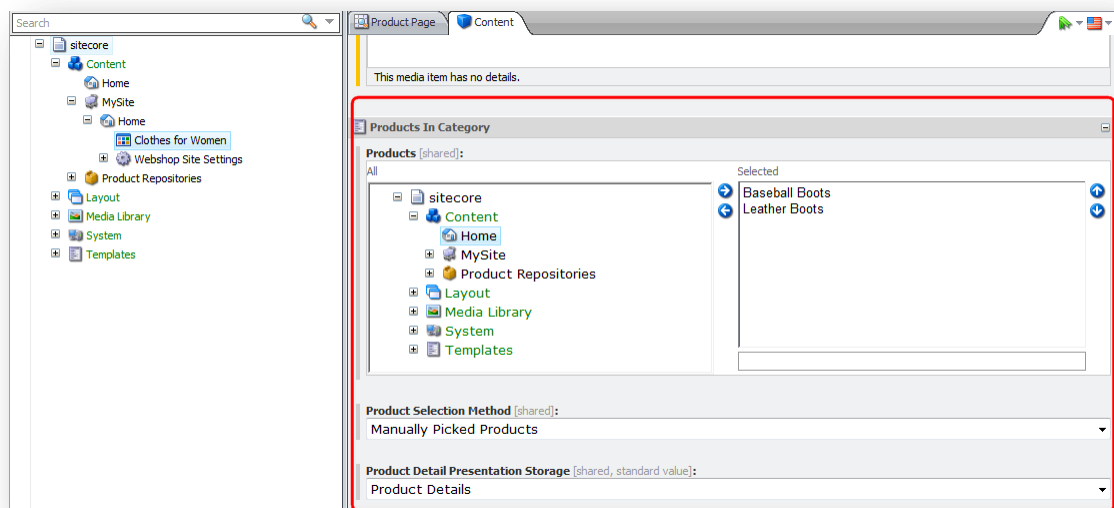 Search
sitecore
Content
Home
MySite
Home
Clothes for Women
Webshop Site Settings
Product Repositories
Layout
Media Library
System
Templates
Product Page
Content
This media item has no details.
Products In Category
Products [shared]:
All
sitecore
Content
Home
MySite
Product Repositories
Layout
Media Library
System
Templates
Selected
Baseball Boots
Leather Boots
Product Selection Method [shared]:
Manually Picked Products
Product Detail Presentation Storage [shared, standard value]:
Product Details